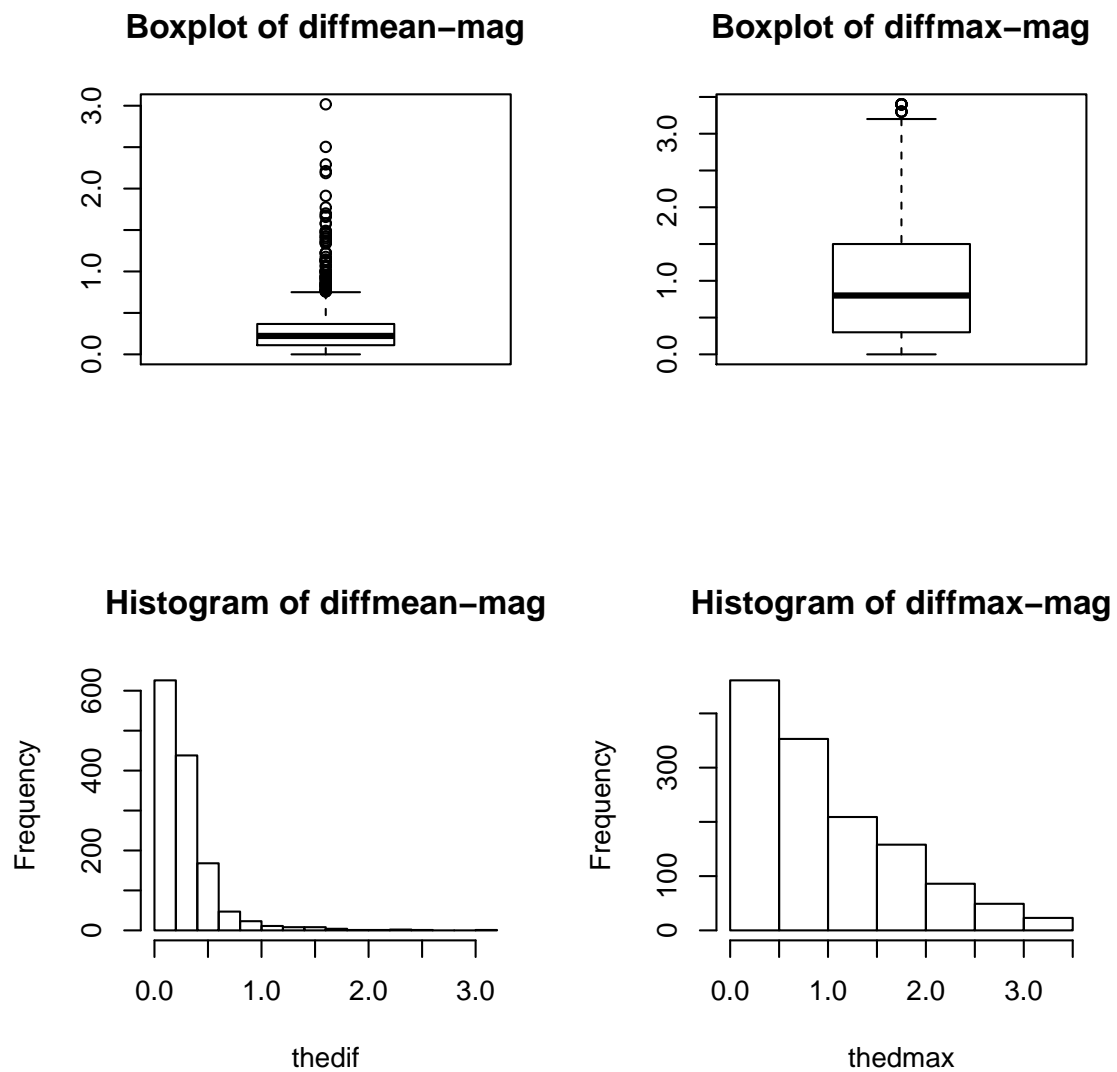 Boxplot of diffmean−mag
0.0 1.0 2.0 3.0
Boxplot of diffmax−mag
0.0 1.0 2.0 3.0
Histogram of diffmean−mag
Frequency
0 200 400 600
0.0 1.0 2.0 3.0
thedif
Histogram of diffmax−mag
Frequency
0 100 300
0.0 1.0 2.0 3.0
thedmax